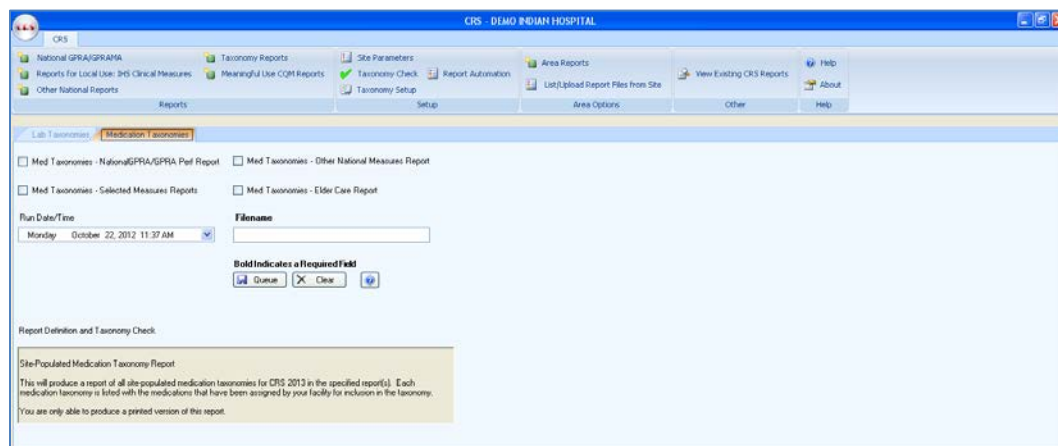 CRS - DEMO INDIAN HOSPITAL
CRS
National GPRA/GPRAMA
Reports for Local Use: IHS Clinical Measures
Other National Reports
Taxonomy Reports
Meaningful Use CQM Reports
Reports
Site Parameters
Taxonomy Check
Report Automation
Taxonomy Setup
Setup
Area Reports
List/Upload Report Files from Site
Area Options
View Existing CRS Reports
Other
Help
About
Help
Lab Taxonomies
Medication Taxonomies
Med Taxonomies - NationalGPRA/GPRA Perf Report
Med Taxonomies - Other National Measures Report
Med Taxonomies - Selected Measures Reports
Med Taxonomies - Elder Care Report
Run Date/Time
Filename
Monday October 22, 2012 11:37 AM
Bold Indicates a Required Field
Queue
Clear
Report Definition and Taxonomy Check
Site-Populated Medication Taxonomy Report
This will produce a report of all site-populated medication taxonomies for CRS 2013 in the specified report(s). Each
medication taxonomy is listed with the medications that have been assigned by your facility for inclusion in the taxonomy.
You are only able to produce a printed version of this report.